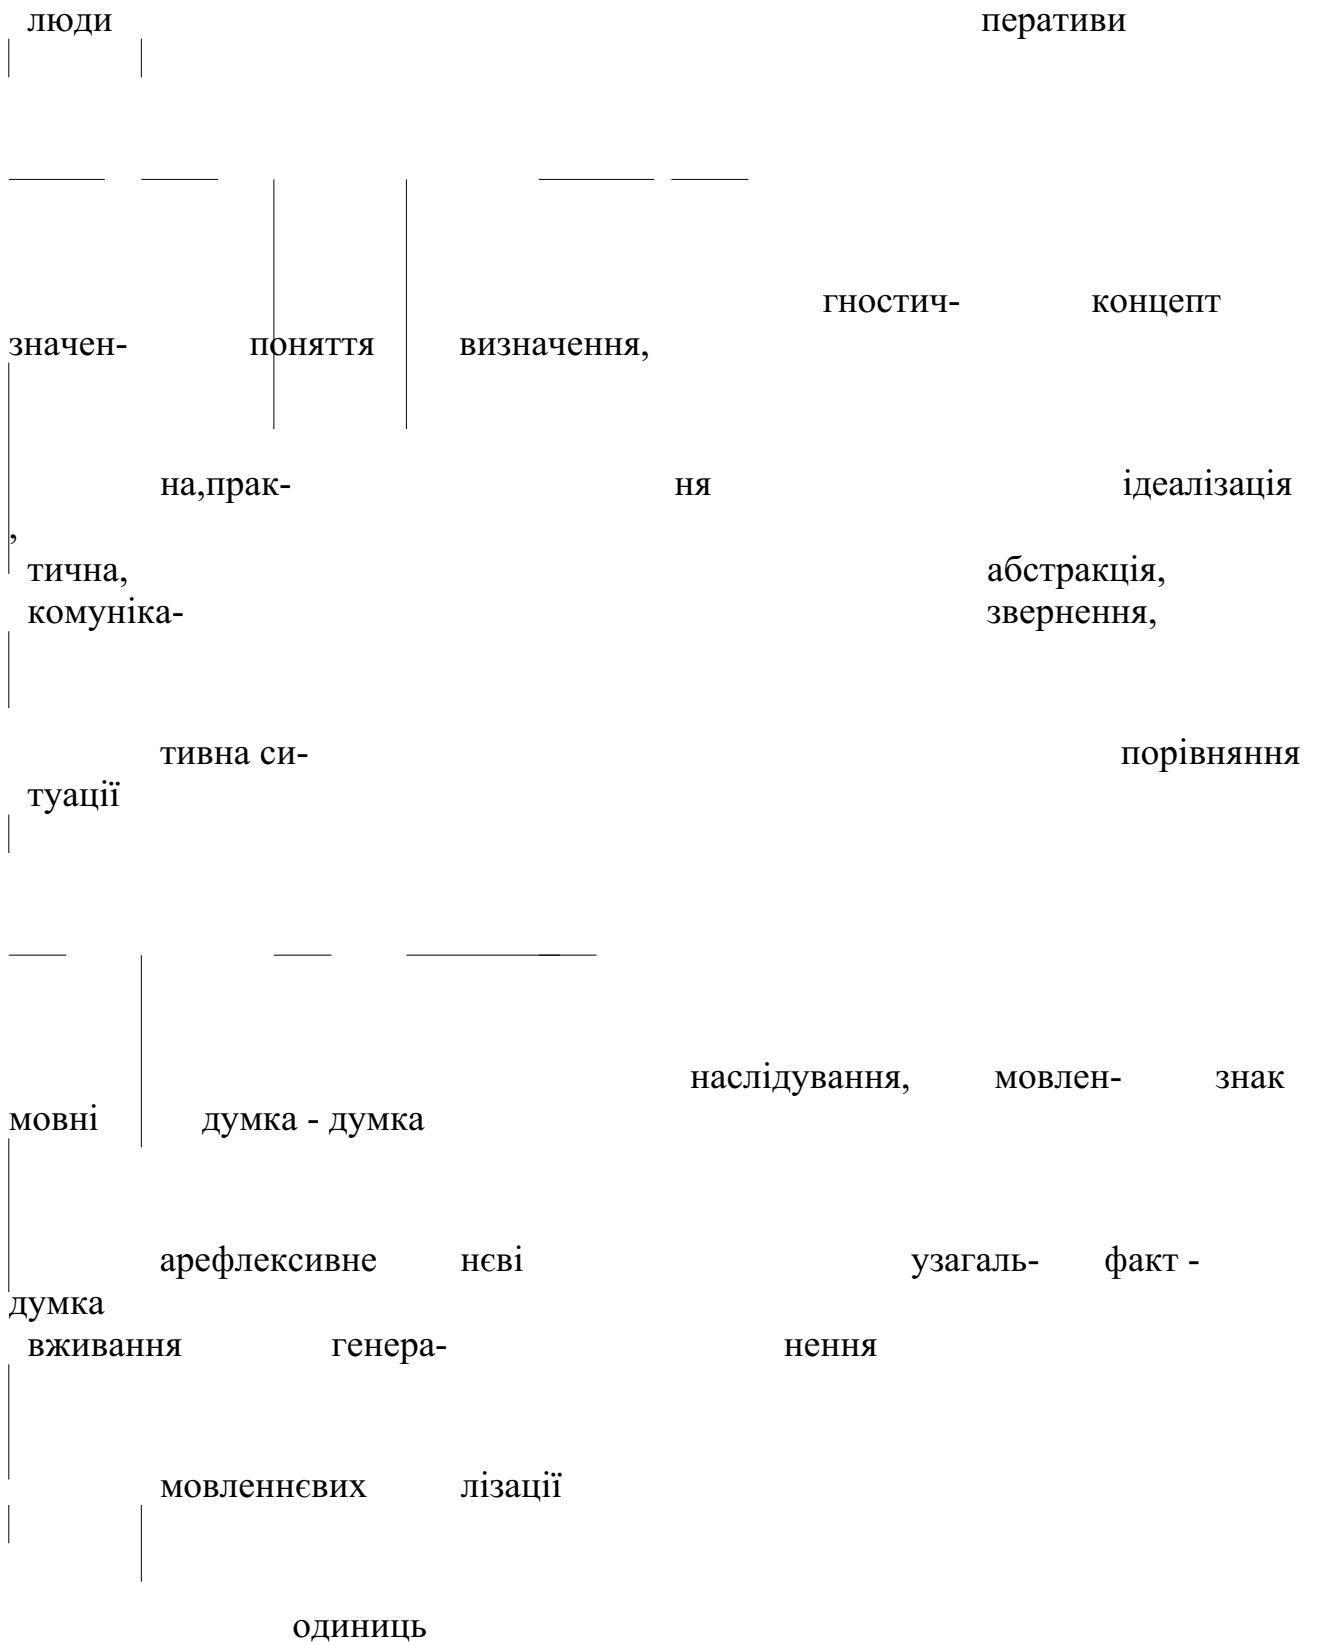 люди перативи
гностич- концепт
значен- поняття визначення,
на,прак- ня ідеалізація
,
тична, абстракція,
комуніка- звернення,
тивна си- порівняння
туації
наслідування, мовлен- знак
мовні думка - думка
арефлексивне нєві узагаль- факт -
думка
вживання генера- нення
мовленнєвих лізації
одиниць